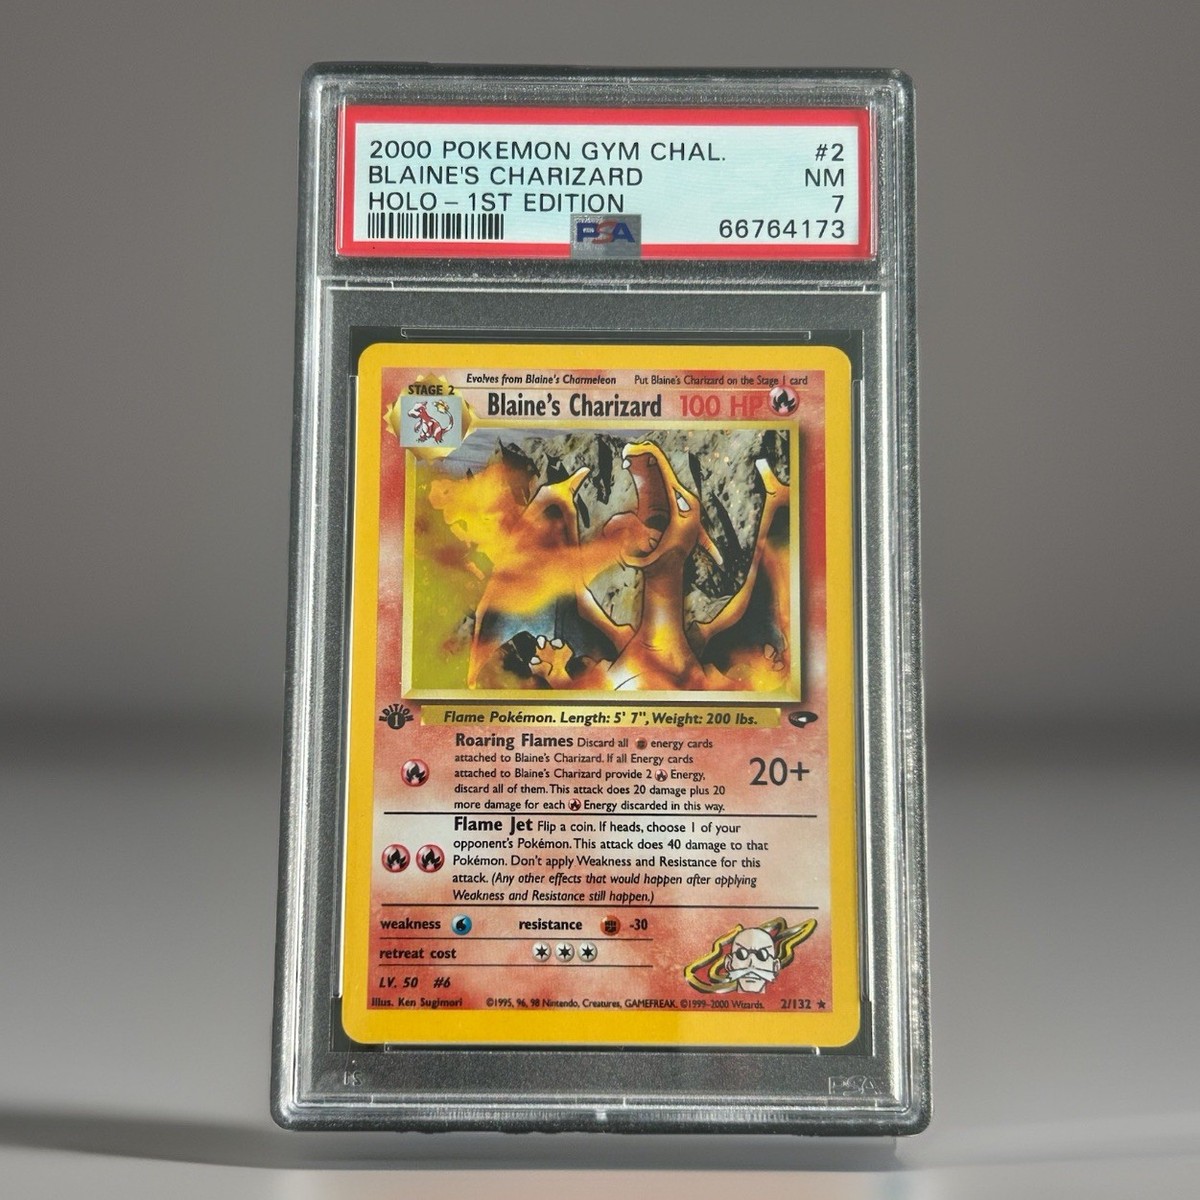 2000 POKEMON GYM CHAL. #2
BLAINE'S CHARIZARD NM
HOLO - 1ST EDITION 7
PSA 66764173
STAGE 2 Evolves from Blaine's Charmeleon Put Blaine's Charizard on the Stage 1 card
Blaine's Charizard 100 HP
EDITION 1
Flame Pokémon. Length: 5' 7", Weight: 200 lbs.
Roaring Flames Discard all energy cards
attached to Blaine's Charizard. If all Energy cards
attached to Blaine's Charizard provide 2 Energy, 20+
discard all of them. This attack does 20 damage plus 20
more damage for each Energy discarded in this way.
Flame Jet Flip a coin. If heads, choose 1 of your
opponent's Pokémon. This attack does 40 damage to that
Pokémon. Don't apply Weakness and Resistance for this
attack. (Any other effects that would happen after applying
Weakness and Resistance still happen.)
weakness resistance -30
retreat cost
LV. 50 #6
Illus. Ken Sugimori ©1995, 96, 98 Nintendo, Creatures, GAMEFREAK. ©1999-2000 Wizards. 2/132 ★
PSA